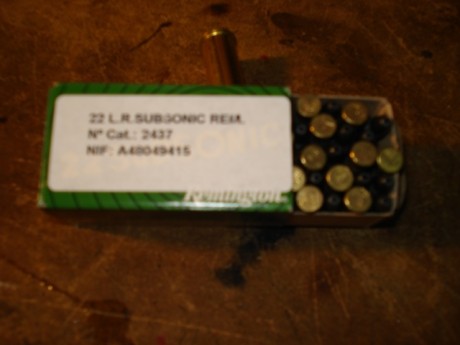 22 L.R.SUBSONIC REM.
Nº Cat.: 2437
NIF: A48049415
Remington